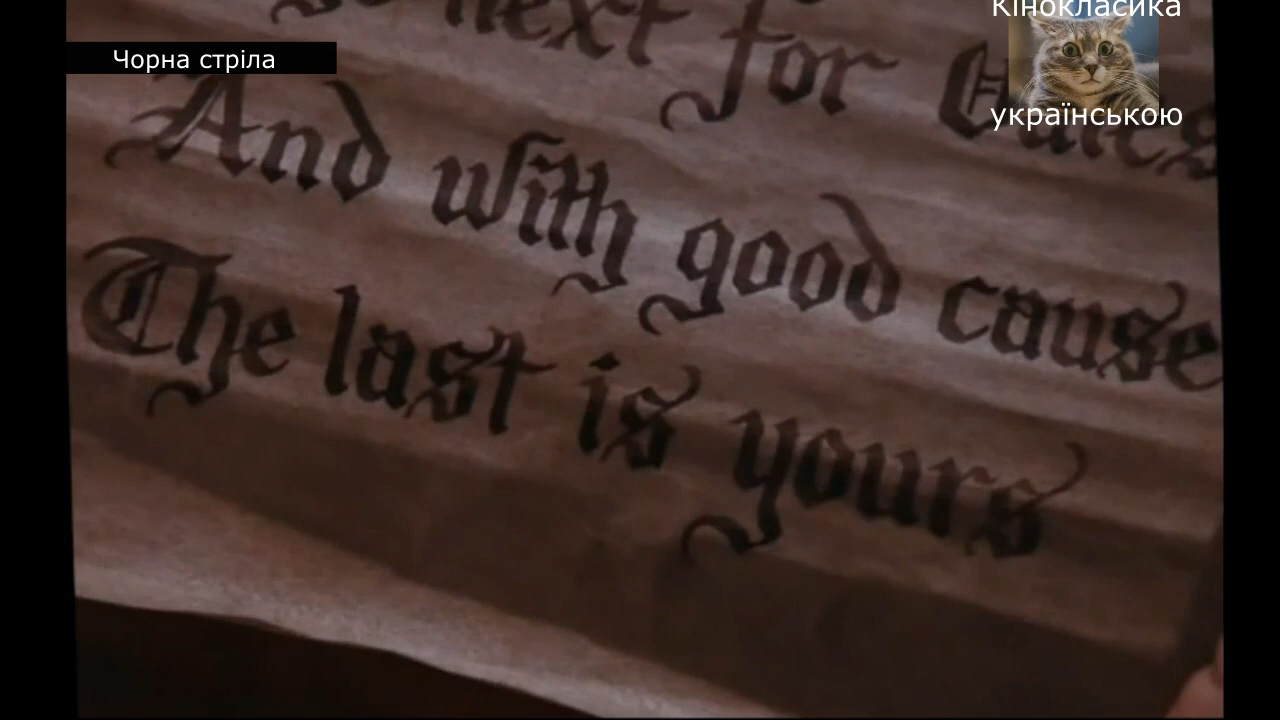 Кінокласика
українською
Чорна стріла
next for
And with good cause
The last is yours